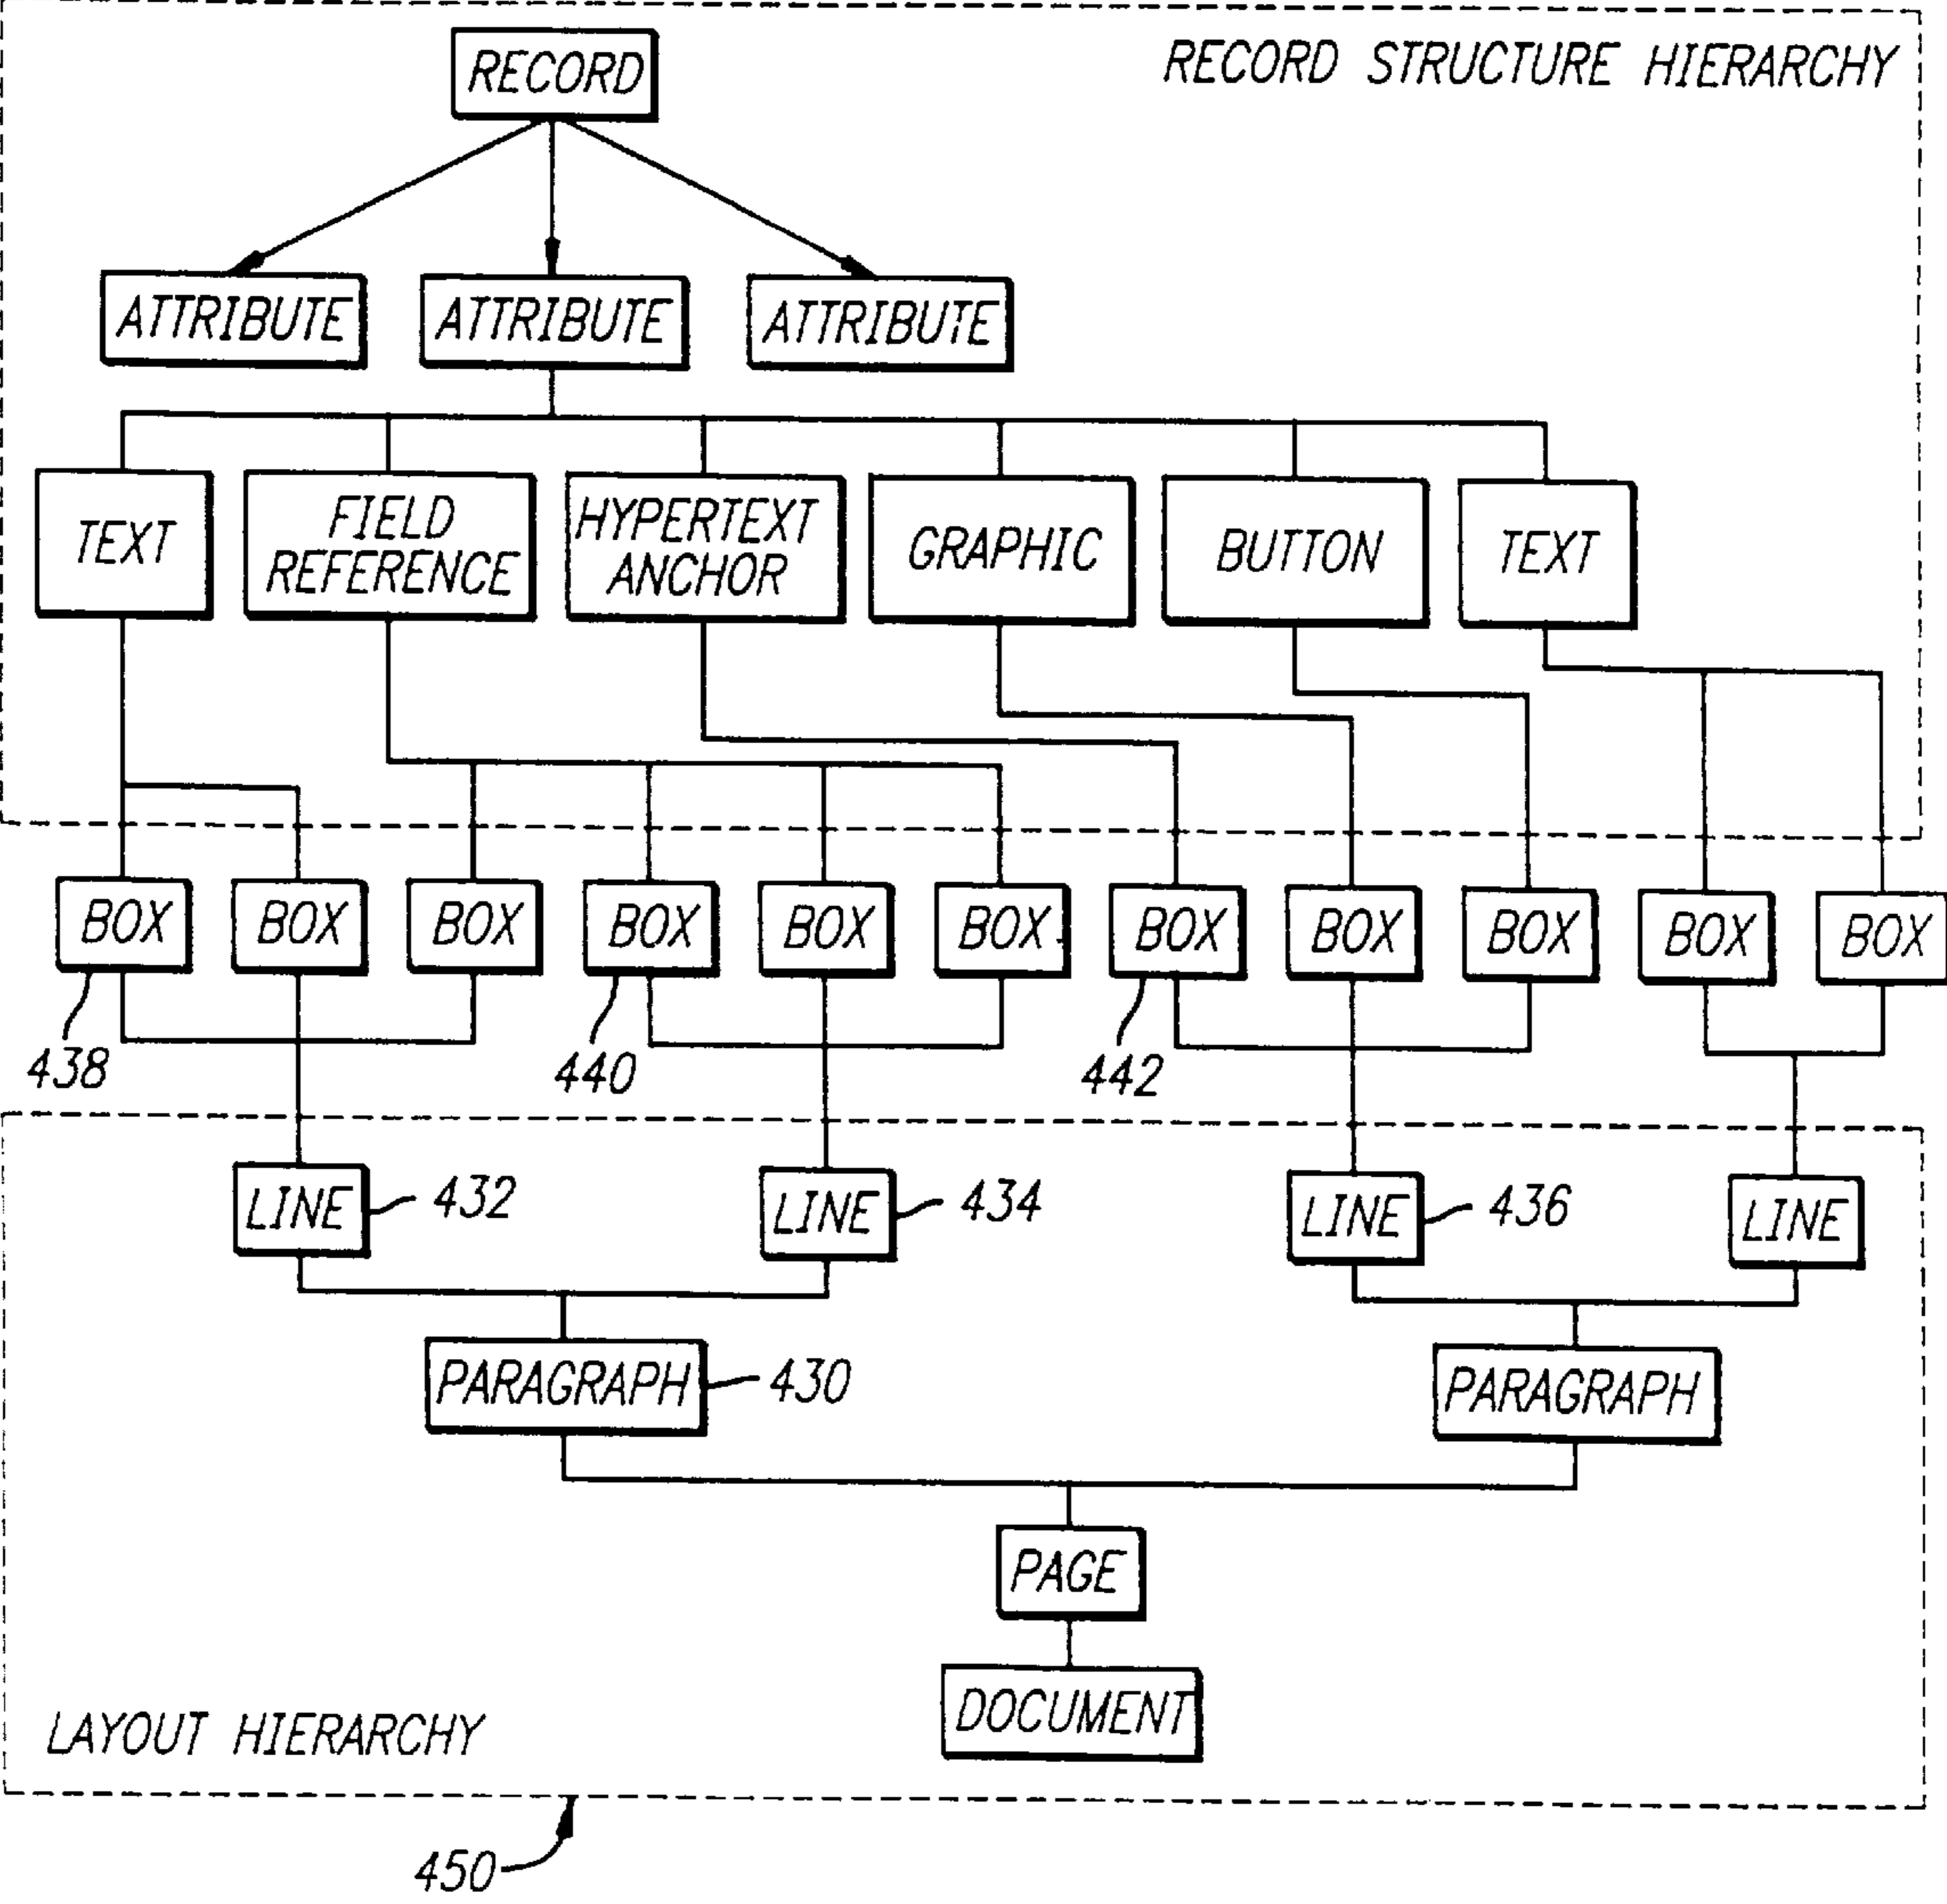 RECORD STRUCTURE HIERARCHY
RECORD
ATTRIBUTE
ATTRIBUTE
ATTRIBUTE
TEXT
FIELD
REFERENCE
HYPERTEXT
ANCHOR
GRAPHIC
BUTTON
TEXT
BOX
BOX
BOX
BOX
BOX
BOX
BOX
BOX
BOX
BOX
BOX
438
440
442
LINE
432
LINE
434
LINE
436
LINE
PARAGRAPH
430
PARAGRAPH
PAGE
DOCUMENT
LAYOUT HIERARCHY
450